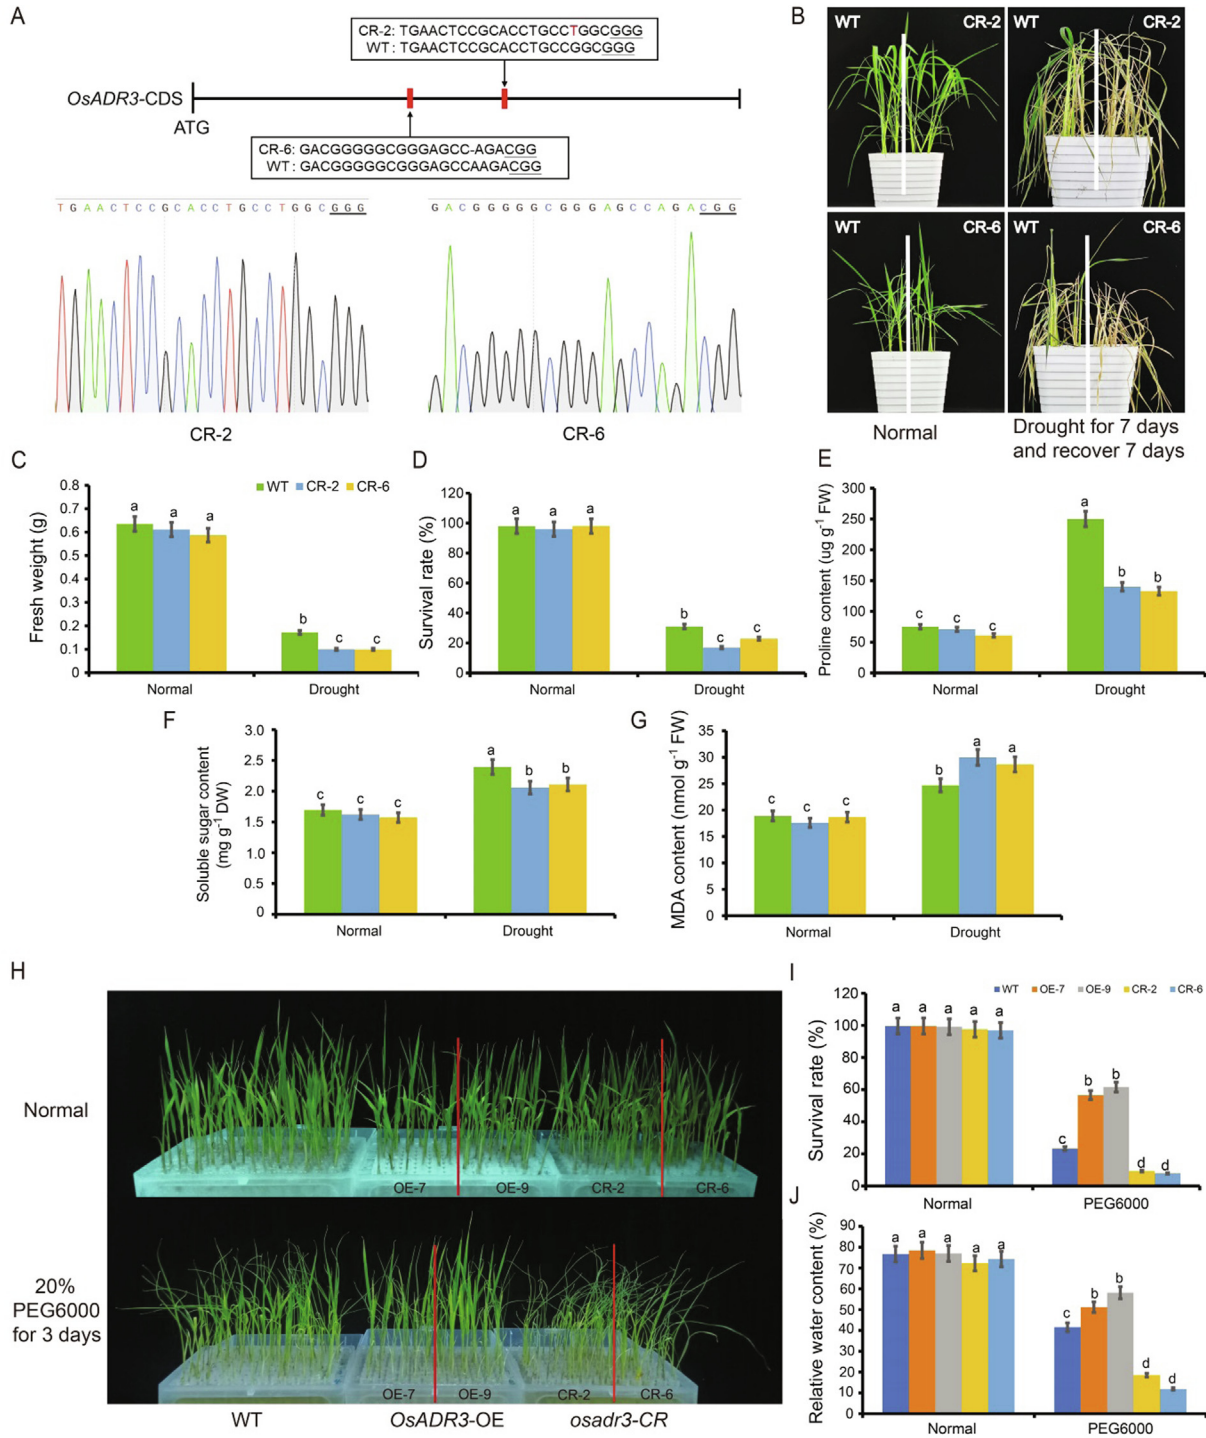 A
CR-2: TGAACTCCGCACCTGCCTGGCGGG
WT : TGAACTCCGCACCTGCCGGCGGG
OsADR3-CDS
ATG
CR-6: GACGGGGGCGGGAGCC-AGACGG
WT : GACGGGGGCGGGAGCCAAGACGG
T G A A C T C C G C A C C T G C C T G G C G G G
G A C G G G G G C G G G A G C C A G A C G G
CR-2
CR-6
B
WT CR-2
WT CR-2
WT CR-6
WT CR-6
Normal
Drought for 7 days
and recover 7 days
C
Fresh weight (g)
0.8
0.7
0.6
0.5
0.4
0.3
0.2
0.1
0
WT CR-2 CR-6
a a a
b c c
Normal Drought
D
Survival rate (%)
120
100
80
60
40
20
0
a a a
b c c
Normal Drought
E
Proline content (ug g-1 FW)
300
250
200
150
100
50
0
c c c
a b b
Normal Drought
F
Soluble sugar content
(mg g-1 DW)
3.0
2.5
2.0
1.5
1.0
0.5
0
c c c
a b b
Normal Drought
G
MDA content (nmol g-1 FW)
35
30
25
20
15
10
5
0
c c c
b a a
Normal Drought
H
Normal
OE-7 OE-9 CR-2 CR-6
20%
PEG6000
for 3 days
OE-7 OE-9 CR-2 CR-6
WT OsADR3-OE osadr3-CR
I
Survival rate (%)
120
100
80
60
40
20
0
WT OE-7 OE-9 CR-2 CR-6
a a a a a
c b b d d
Normal PEG6000
J
Relative water content (%)
90
80
70
60
50
40
30
20
10
0
a a a a a
c b b d d
Normal PEG6000